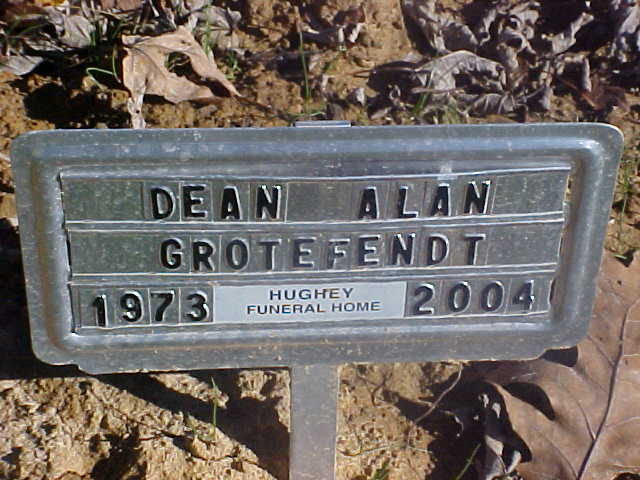 DEAN ALAN
GROTEFENDT
1973 HUGHEY FUNERAL HOME 2004